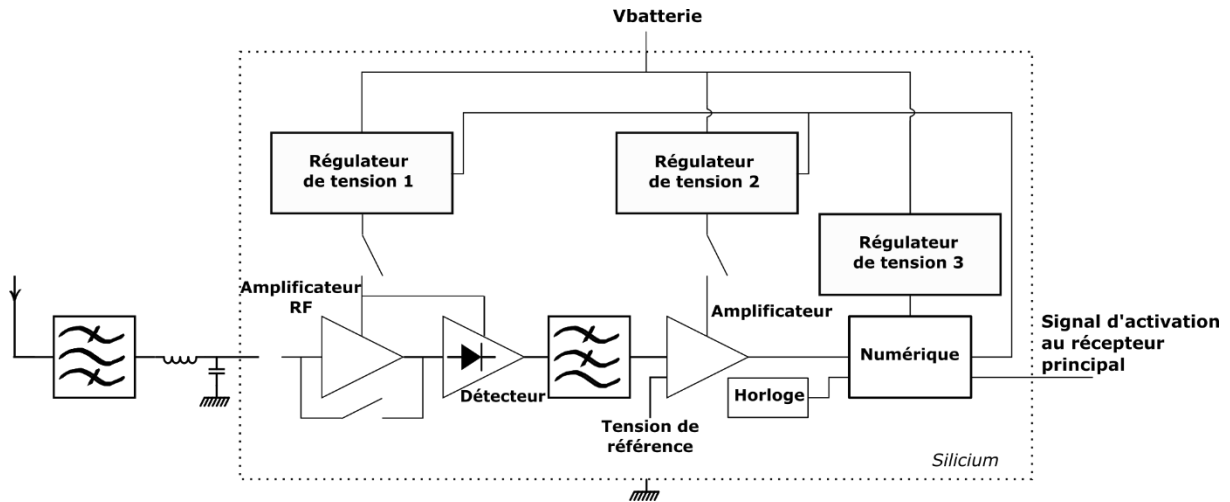 Vbatterie
Régulateur
de tension 1
Régulateur
de tension 2
Régulateur
de tension 3
Amplificateur
RF
Amplificateur
Signal d'activation
au récepteur
principal
Numérique
Détecteur
Horloge
Tension de
référence
Silicium